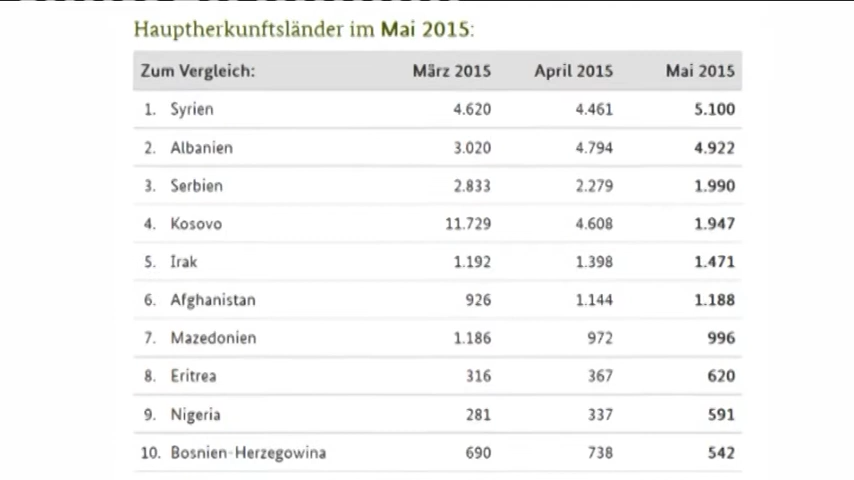 Hauptherkunftsländer im Mai 2015:
Zum Vergleich: März 2015 April 2015 Mai 2015
1. Syrien 4.620 4.461 5.100
2. Albanien 3.020 4.794 4.922
3. Serbien 2.833 2.279 1.990
4. Kosovo 11.729 4.608 1.947
5. Irak 1.192 1.398 1.471
6. Afghanistan 926 1.144 1.188
7. Mazedonien 1.186 972 996
8. Eritrea 316 367 620
9. Nigeria 281 337 591
10. Bosnien-Herzegowina 690 738 542